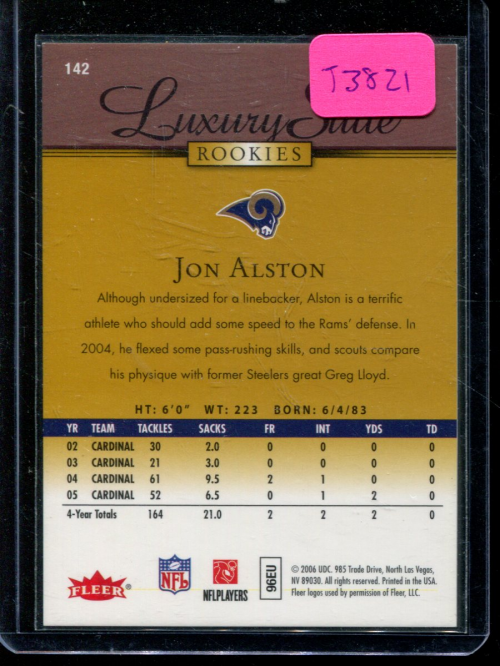 142
T3821
Luxury Suite
ROOKIES
JON ALSTON
Although undersized for a linebacker, Alston is a terrific
athlete who should add some speed to the Rams' defense. In
2004, he flexed some pass-rushing skills, and scouts compare
his physique with former Steelers great Greg Lloyd.
HT: 6'0" WT: 223 BORN: 6/4/83
YR TEAM TACKLES SACKS FR INT YDS TD
02 CARDINAL 30 2.0 0 0 0 0
03 CARDINAL 21 3.0 0 0 0 0
04 CARDINAL 61 9.5 2 1 0 0
05 CARDINAL 52 6.5 0 1 2 0
4-Year Totals 164 21.0 2 2 2 0
FLEER
NFL
NFLPLAYERS
96EU
© 2006 UDC. 985 Trade Drive, North Las Vegas,
NV 89030. All rights reserved. Printed in the USA.
Fleer logos used by permission of Fleer, LLC.